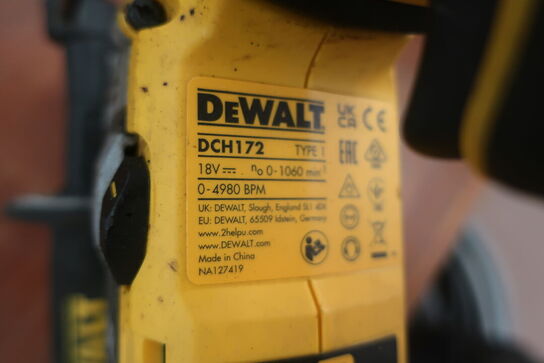 DEWALT
DCH172 TYPE 1
18V n₀ 0-1060 min⁻¹
0-4980 BPM
UK: DEWALT, Slough, England SL1 4DX
EU: DEWALT, 65509 Idstein, Germany
www.2helpu.com
www.DEWALT.com
Made in China
NA127419
UK CA CE
EAC